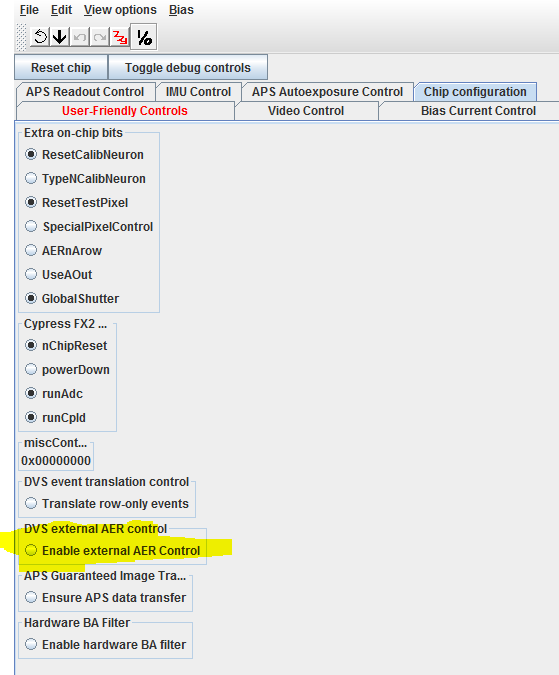 File Edit View options Bias
1/0
Reset chip Toggle debug controls
APS Readout Control IMU Control APS Autoexposure Control Chip configuration
User-Friendly Controls Video Control Bias Current Control
Extra on-chip bits
ResetCalibNeuron
TypeNCalibNeuron
ResetTestPixel
SpecialPixelControl
AERnArow
UseAOut
GlobalShutter
Cypress FX2 ...
nChipReset
powerDown
runAdc
runCpld
miscCont...
0x00000000
DVS event translation control
Translate row-only events
DVS external AER control
Enable external AER Control
APS Guaranteed Image Tra...
Ensure APS data transfer
Hardware BA Filter
Enable hardware BA filter